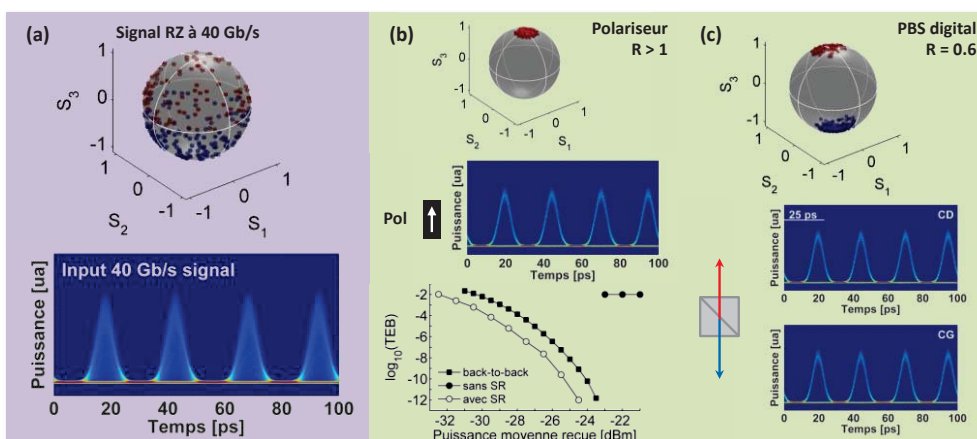 (a)
Signal RZ à 40 Gb/s
1
S3
0
-1
1
0
S2
-1
-1
0
S1
1
Input 40 Gb/s signal
Puissance [ua]
0 20 40 60 80 100
Temps [ps]
(b)
Polariseur
R > 1
1
S3
0
-1
1
0
S2
-1
-1
0
S1
1
Pol
Puissance [ua]
0 20 40 60 80 100
Temps [ps]
log10(TEB)
-2
-4
-6
-8
-10
-12
back-to-back
sans SR
avec SR
-32 -31 -30 -29 -28 -27 -26 -25 -24 -23 -22
Puissance moyenne recue [dBm]
(c)
PBS digital
R = 0.6
1
S3
0
-1
1
0
S2
-1
-1
0
S1
1
25 ps
CD
Puissance [ua]
0 20 40 60 80 100
Temps [ps]
CG
Puissance [ua]
0 20 40 60 80 100
Temps [ps]